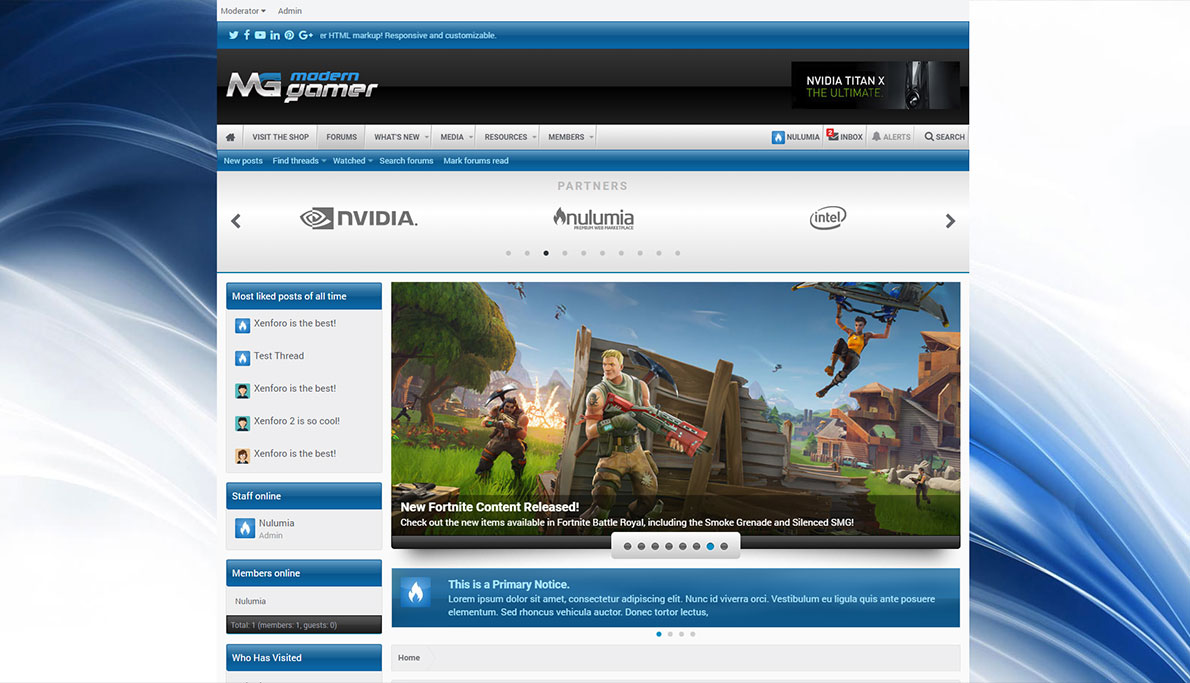 Moderator Admin
er HTML markup! Responsive and customizable.
MG modern gamer
NVIDIA TITAN X
THE ULTIMATE.
VISIT THE SHOP FORUMS WHAT'S NEW MEDIA RESOURCES MEMBERS NULUMIA 2 INBOX ALERTS SEARCH
New posts Find threads Watched Search forums Mark forums read
PARTNERS
NVIDIA. nulumia intel
PREMIUM WEB MARKETPLACE
Most liked posts of all time
Xenforo is the best!
Test Thread
Xenforo is the best!
Xenforo 2 is so cool!
Xenforo is the best!
Staff online
Nulumia
Admin
Members online
Nulumia
Total: 1 (members: 1, guests: 0)
Who Has Visited
New Fortnite Content Released!
Check out the new items available in Fortnite Battle Royal, including the Smoke Grenade and Silenced SMG!
This is a Primary Notice.
Lorem ipsum dolor sit amet, consectetur adipiscing elit. Nunc id viverra orci. Vestibulum eu ligula quis ante posuere
elementum. Sed rhoncus vehicula auctor. Donec tortor lectus,
Home